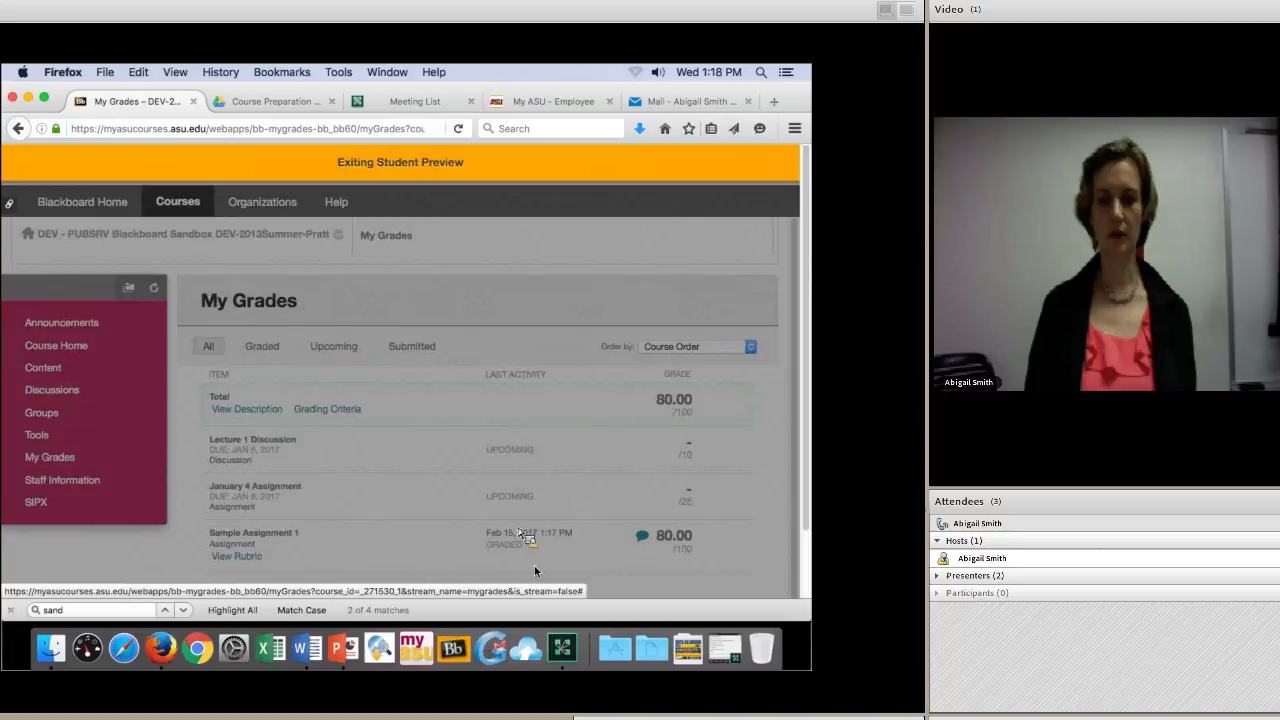 Video (1)
Firefox File Edit View History Bookmarks Tools Window Help Wed 1:18 PM
My Grades – DEV-2... Course Preparation ... Meeting List My ASU - Employee Mail - Abigail Smith ...
https://myasucourses.asu.edu/webapps/bb-mygrades-bb_bb60/myGrades?cou Search
Exiting Student Preview
Blackboard Home Courses Organizations Help
DEV - PUBSRV Blackboard Sandbox DEV-2013Summer-Pratt My Grades
Announcements
Course Home
Content
Discussions
Groups
Tools
My Grades
Staff Information
SIPX
My Grades
All Graded Upcoming Submitted Order by: Course Order
ITEM LAST ACTIVITY GRADE
Total 80.00
View Description Grading Criteria /100
Lecture 1 Discussion -
DUE: JAN 5, 2017 UPCOMING
Discussion /10
January 4 Assignment -
DUE: JAN 8, 2017 UPCOMING
Assignment /25
Sample Assignment 1 Feb 15, 2017 1:17 PM 80.00
Assignment GRADED /100
View Rubric
https://myasucourses.asu.edu/webapps/bb-mygrades-bb_bb60/myGrades?course_id=_271530_1&stream_name=mygrades&is_stream=false#
sand Highlight All Match Case 2 of 4 matches
my
asu
Bb
Abigail Smith
Attendees (3)
Abigail Smith
Hosts (1)
Abigail Smith
Presenters (2)
Participants (0)